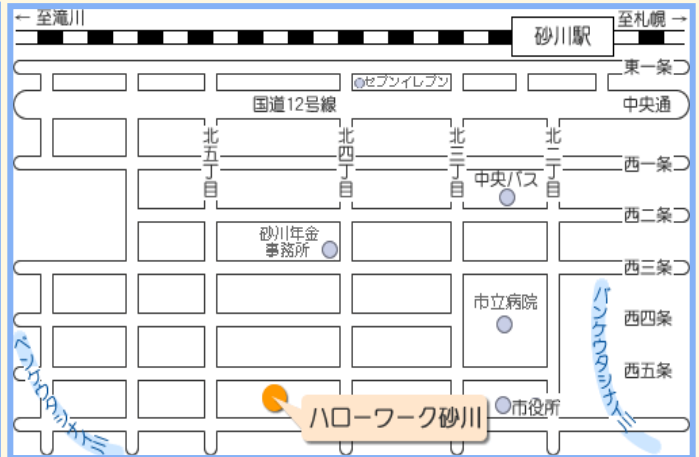 ← 至滝川
至札幌 →
砂川駅
東一条
セブンイレブン
国道12号線
中央通
北五丁目
北四丁目
北三丁目
北二丁目
西一条
中央バス
西二条
砂川年金
事務所
西三条
市立病院
パンケウタシナイ川
西四条
ペンケウタシナイ川
西五条
ハローワーク砂川
市役所